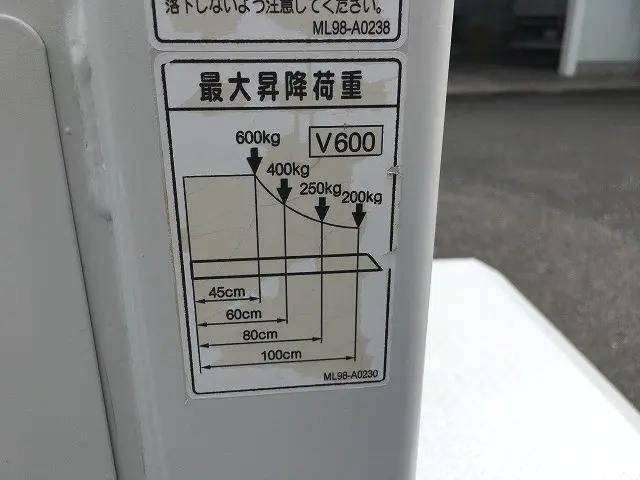 落下しないよう注意してください。
ML98-A0238
最大昇降荷重
V600
600kg
400kg
250kg
200kg
45cm
60cm
80cm
100cm
ML98-A0230